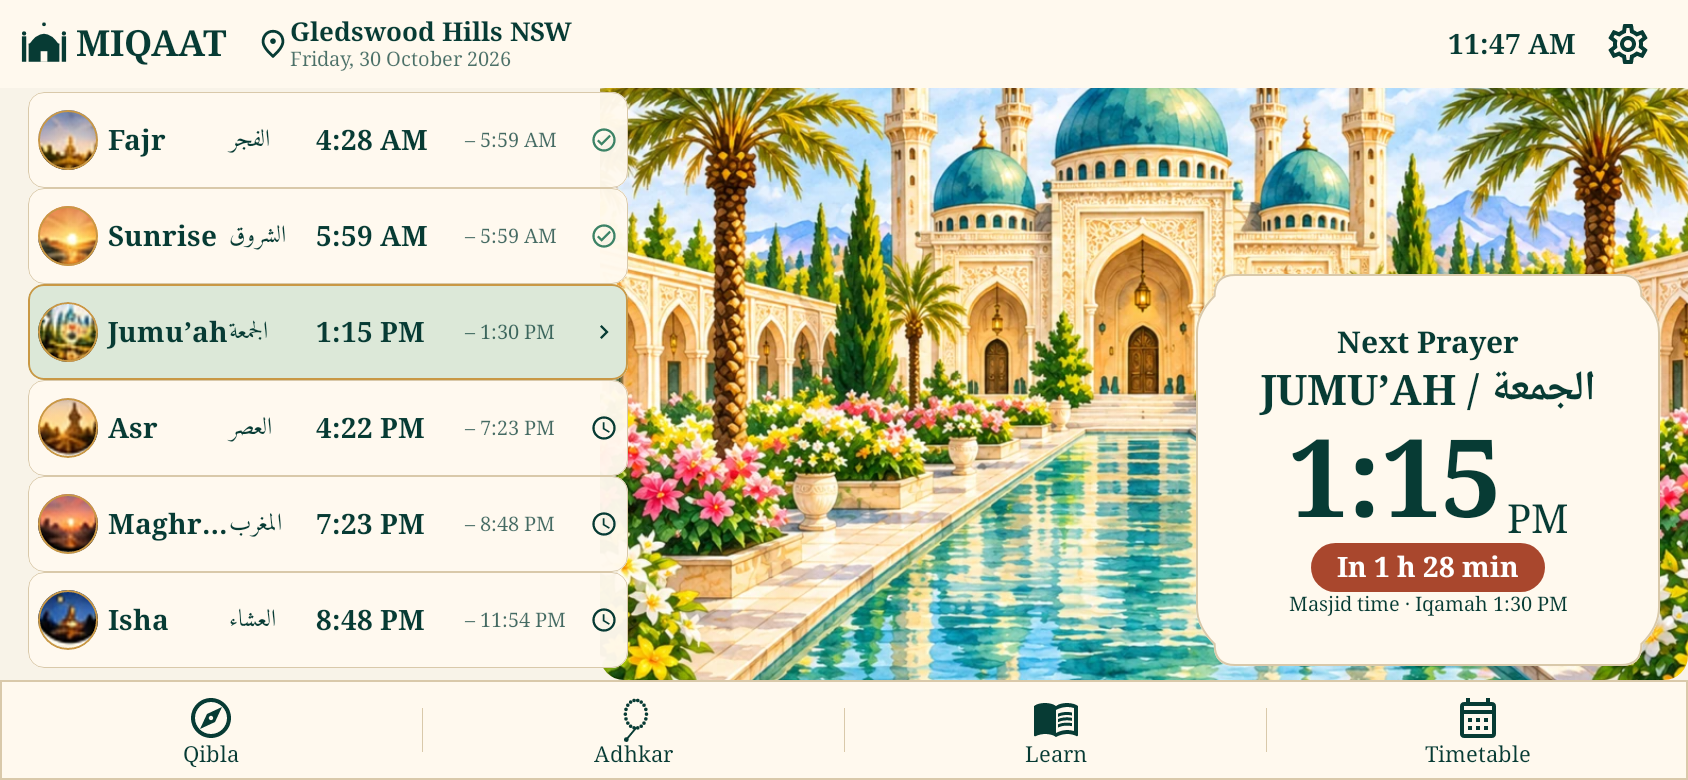 MIQAAT
Gledswood Hills NSW
Friday, 30 October 2026
11:47 AM
Fajr الفجر 4:28 AM – 5:59 AM
Sunrise الشروق 5:59 AM – 5:59 AM
Jumu’ah الجمعة 1:15 PM – 1:30 PM
Asr العصر 4:22 PM – 7:23 PM
Maghr... المغرب 7:23 PM – 8:48 PM
Isha العشاء 8:48 PM – 11:54 PM
Next Prayer
JUMU’AH / الجمعة
1:15 PM
In 1 h 28 min
Masjid time · Iqamah 1:30 PM
Qibla
Adhkar
Learn
Timetable